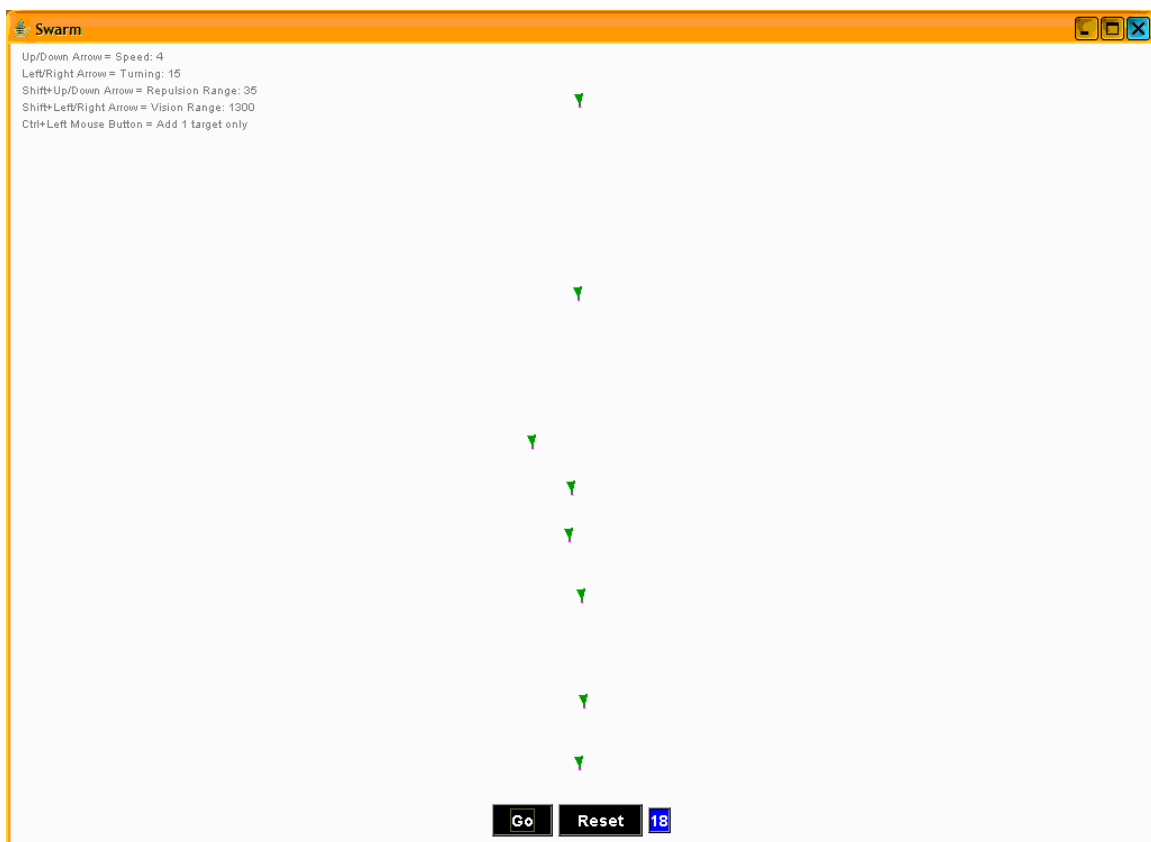 Swarm
Up/Down Arrow = Speed: 4
Left/Right Arrow = Turning: 15
Shift+Up/Down Arrow = Repulsion Range: 35
Shift+Left/Right Arrow = Vision Range: 1300
Ctrl+Left Mouse Button = Add 1 target only
Go Reset 18